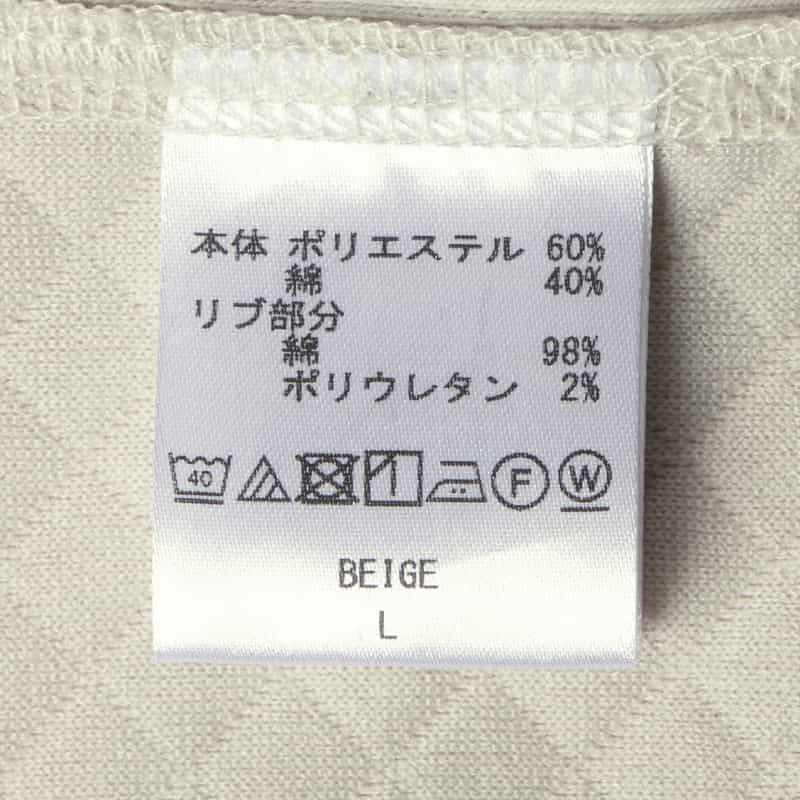 本体 ポリエステル 60%
綿 40%
リブ部分
綿 98%
ポリウレタン 2%
40 F W
BEIGE
L